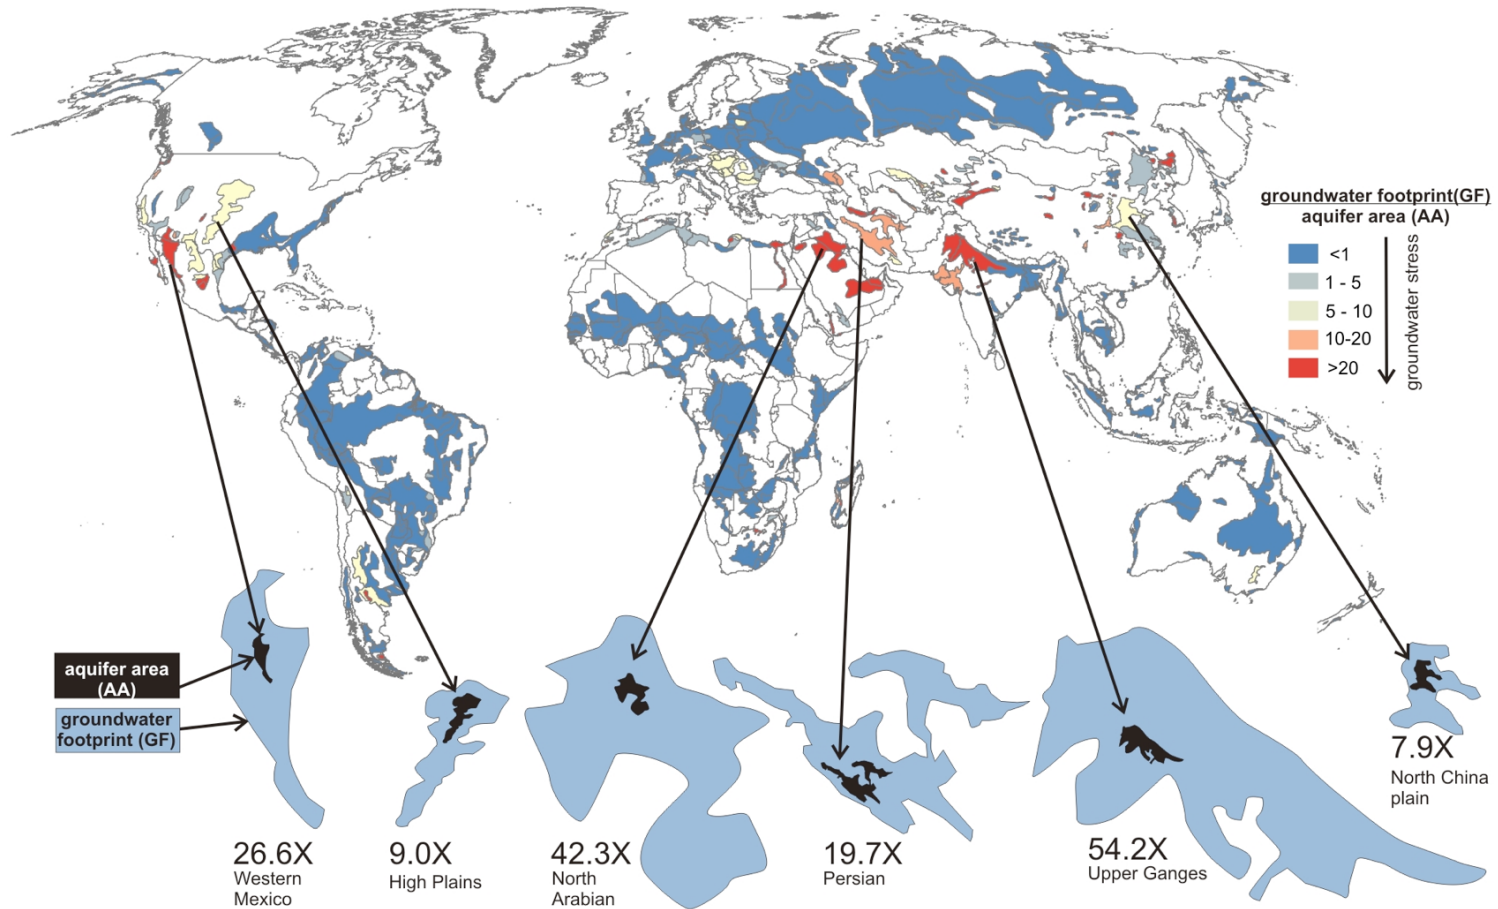 groundwater footprint(GF)
aquifer area (AA)
<1
1 - 5
5 - 10
10-20
>20
groundwater stress
aquifer area
(AA)
groundwater
footprint (GF)
26.6X
Western
Mexico
9.0X
High Plains
42.3X
North
Arabian
19.7X
Persian
54.2X
Upper Ganges
7.9X
North China
plain